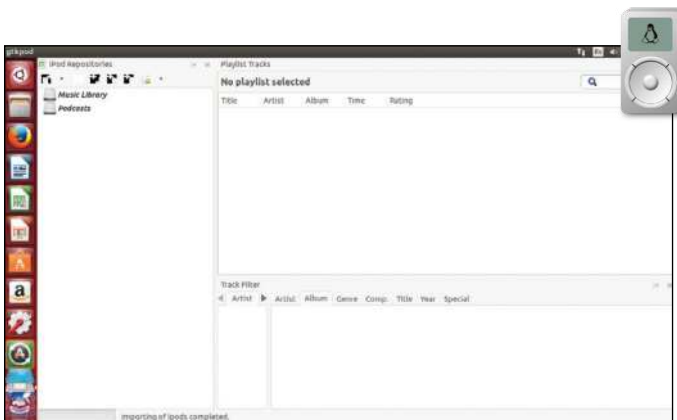 gtkpod
En
iPod Repositories
Playlist Tracks
No playlist selected
Music Library
Podcasts
Title Artist Album Time Rating
Track Filter
Artist Artist Album Genre Comp. Title Year Special
a
Importing of iPods completed.